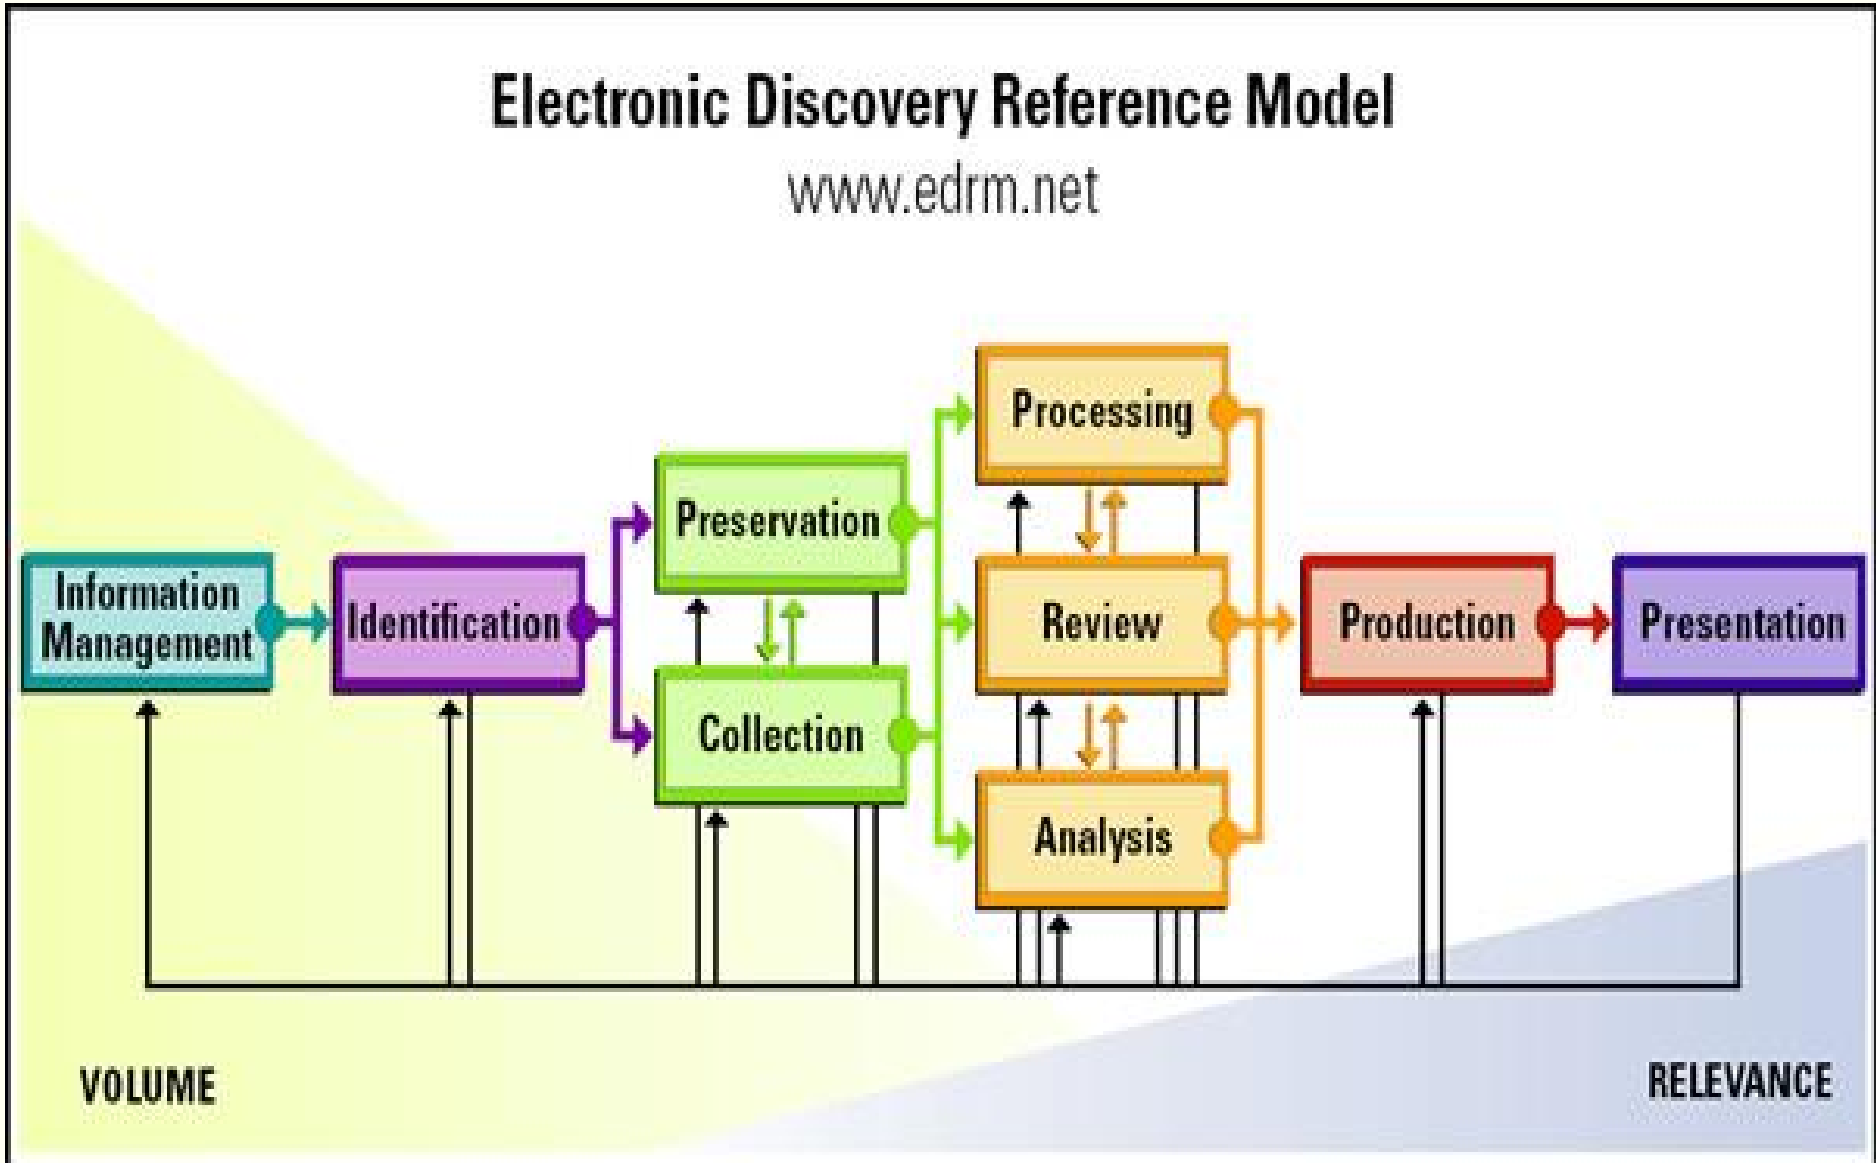 Electronic Discovery Reference Model
www.edrm.net
Processing
Preservation
Information
Management
Identification
Review
Production
Presentation
Collection
Analysis
VOLUME
RELEVANCE